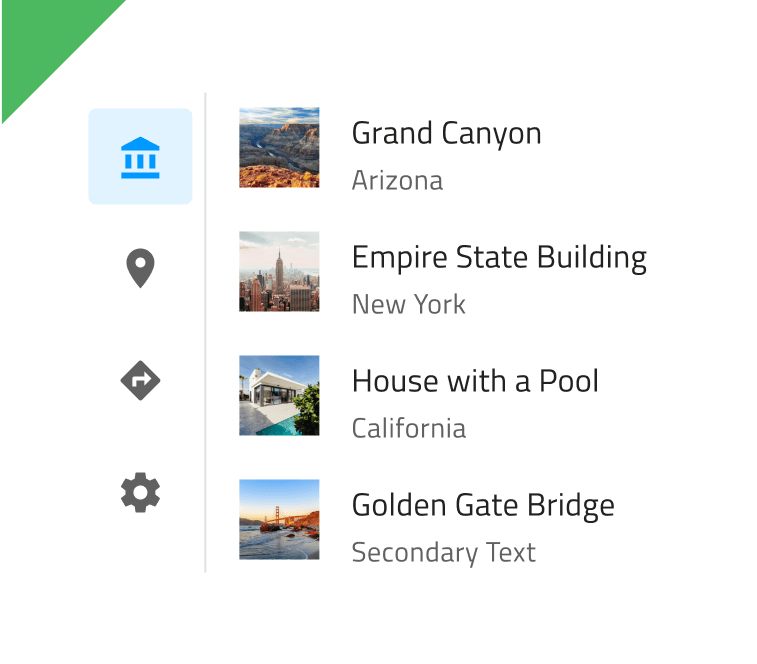 Grand Canyon
Arizona
Empire State Building
New York
House with a Pool
California
Golden Gate Bridge
Secondary Text